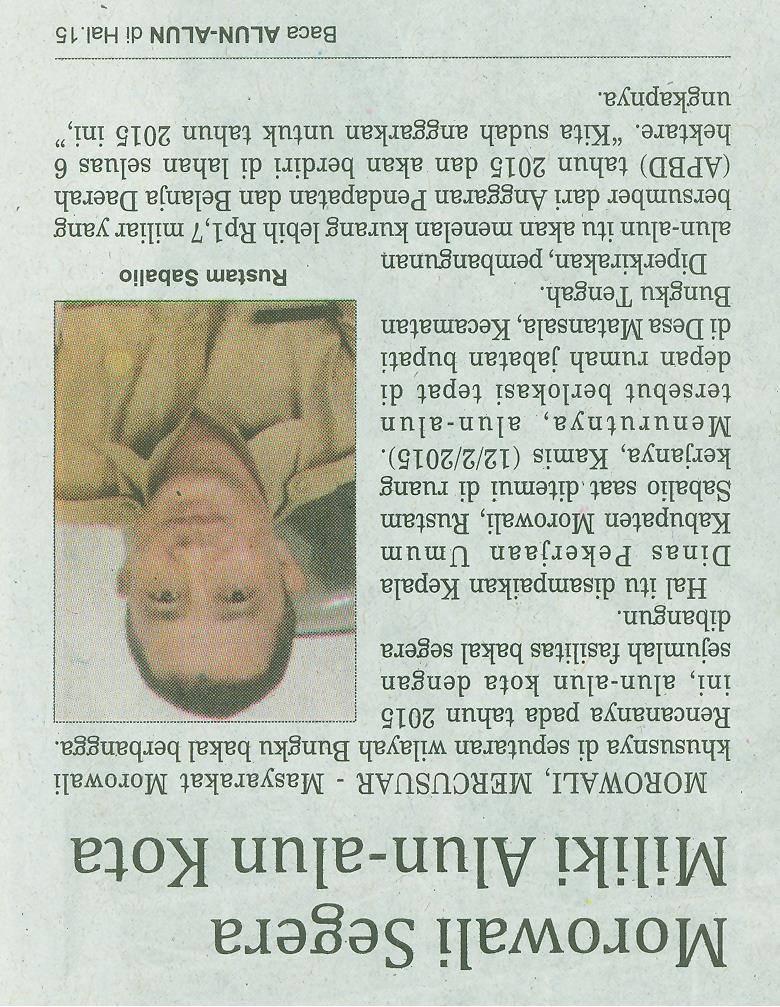 Morowali Segera
Miliki Alun-alun Kota
MOROWALI, MERCUSUAR - Masyarakat Morowali
khususnya di seputaran wilayah Bungku bakal berbangga.
Rencananya pada tahun 2015
ini, alun-alun kota dengan
sejumlah fasilitas bakal segera
dibangun.
Hal itu disampaikan Kepala
Dinas Pekerjaan Umum
Kabupaten Morowali, Rustam
Sabalio saat ditemui di ruang
kerjanya, Kamis (12/2/2015).
Menurutnya, alun-alun
tersebut berlokasi tepat di
depan rumah jabatan bupati
di Desa Matansala, Kecamatan
Bungku Tengah.
Diperkirakan, pembangunan
Rustam Sabalio
alun-alun itu akan menelan kurang lebih Rp1,7 miliar yang
bersumber dari Anggaran Pendapatan dan Belanja Daerah
(APBD) tahun 2015 dan akan berdiri di lahan seluas 6
hektare. “Kita sudah anggarkan untuk tahun 2015 ini,”
ungkapnya.
Baca ALUN-ALUN di Hal.15